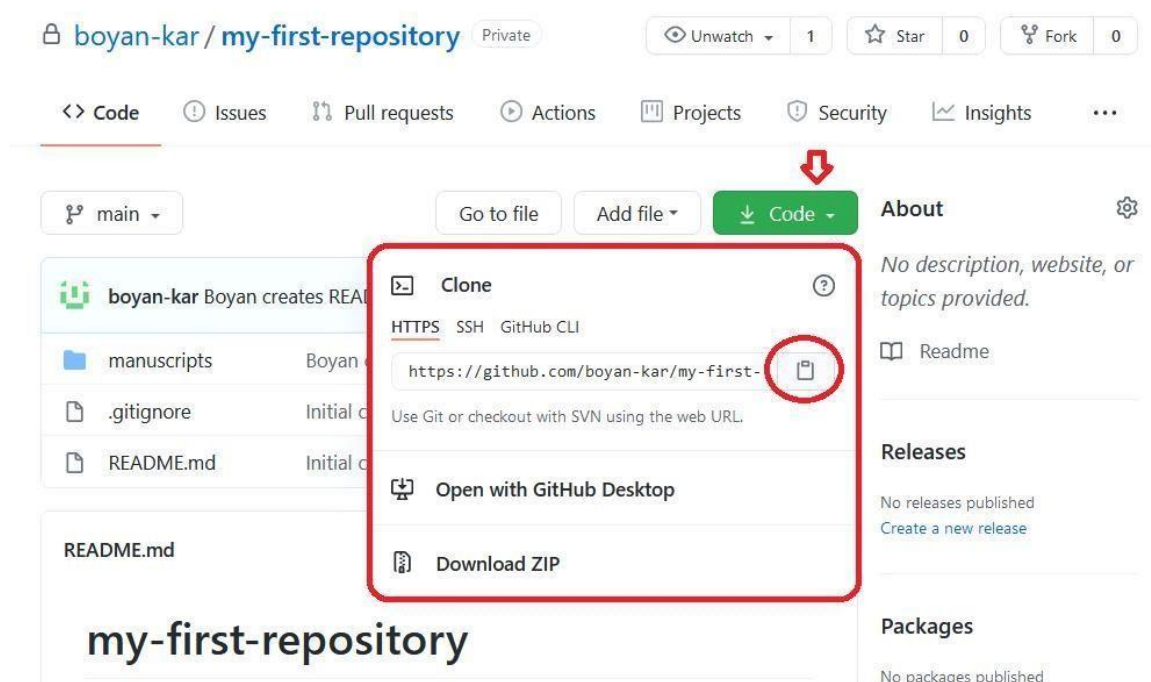 boyan-kar / my-first-repository Private
Unwatch 1 Star 0 Fork 0
Code Issues Pull requests Actions Projects Security Insights
main Go to file Add file Code
boyan-kar Boyan creates REA
manuscripts Boyan
.gitignore Initial
README.md Initial
README.md
my-first-repository
Clone
HTTPS SSH GitHub CLI
https://github.com/boyan-kar/my-first-
Use Git or checkout with SVN using the web URL.
Open with GitHub Desktop
Download ZIP
About
No description, website, or
topics provided.
Readme
Releases
No releases published
Create a new release
Packages
No packages published